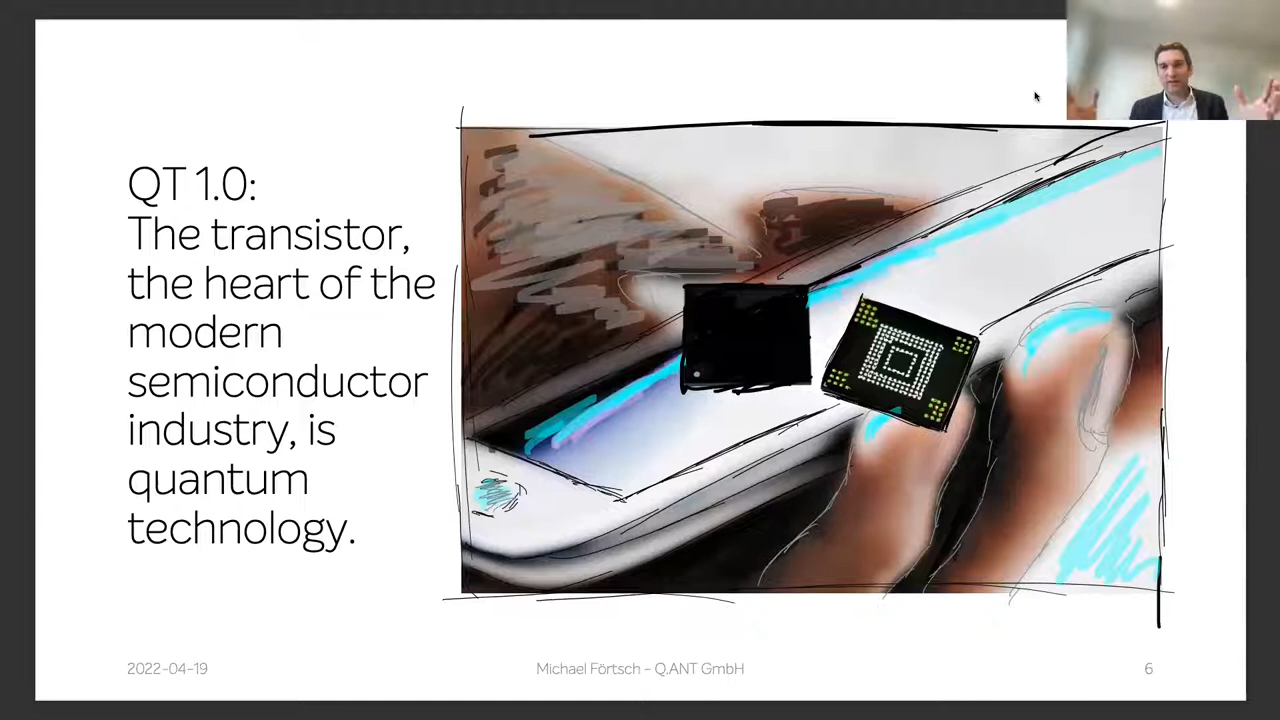 QT 1.0:
The transistor,
the heart of the
modern
semiconductor
industry, is
quantum
technology.
2022-04-19
Michael Förtsch – Q.ANT GmbH
6